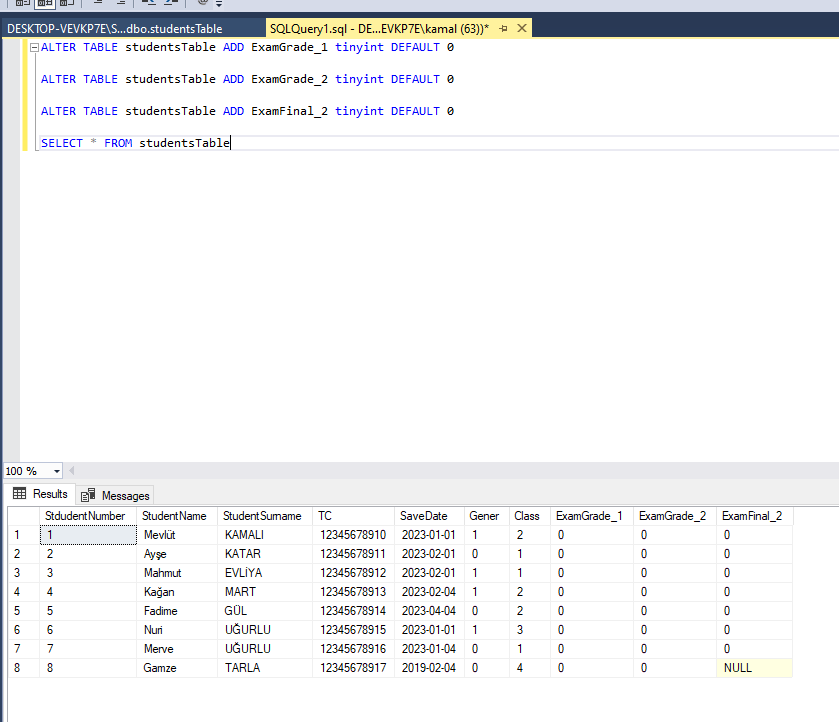 DESKTOP-VEVKP7E\S...dbo.studentsTable SQLQuery1.sql - DE...EVKP7E\kamal (63))*
ALTER TABLE studentsTable ADD ExamGrade_1 tinyint DEFAULT 0
ALTER TABLE studentsTable ADD ExamGrade_2 tinyint DEFAULT 0
ALTER TABLE studentsTable ADD ExamFinal_2 tinyint DEFAULT 0
SELECT * FROM studentsTable
100 %
Results Messages
StdudentNumber StudentName StudentSurname TC SaveDate Gener Class ExamGrade_1 ExamGrade_2 ExamFinal_2
1 1 Mevlüt KAMALI 12345678910 2023-01-01 1 2 0 0 0
2 2 Ayşe KATAR 12345678911 2023-02-01 0 1 0 0 0
3 3 Mahmut EVLİYA 12345678912 2023-02-01 1 1 0 0 0
4 4 Kağan MART 12345678913 2023-02-04 1 2 0 0 0
5 5 Fadime GÜL 12345678914 2023-04-04 0 2 0 0 0
6 6 Nuri UĞURLU 12345678915 2023-01-01 1 3 0 0 0
7 7 Merve UĞURLU 12345678916 2023-01-04 0 1 0 0 0
8 8 Gamze TARLA 12345678917 2019-02-04 0 4 0 0 NULL